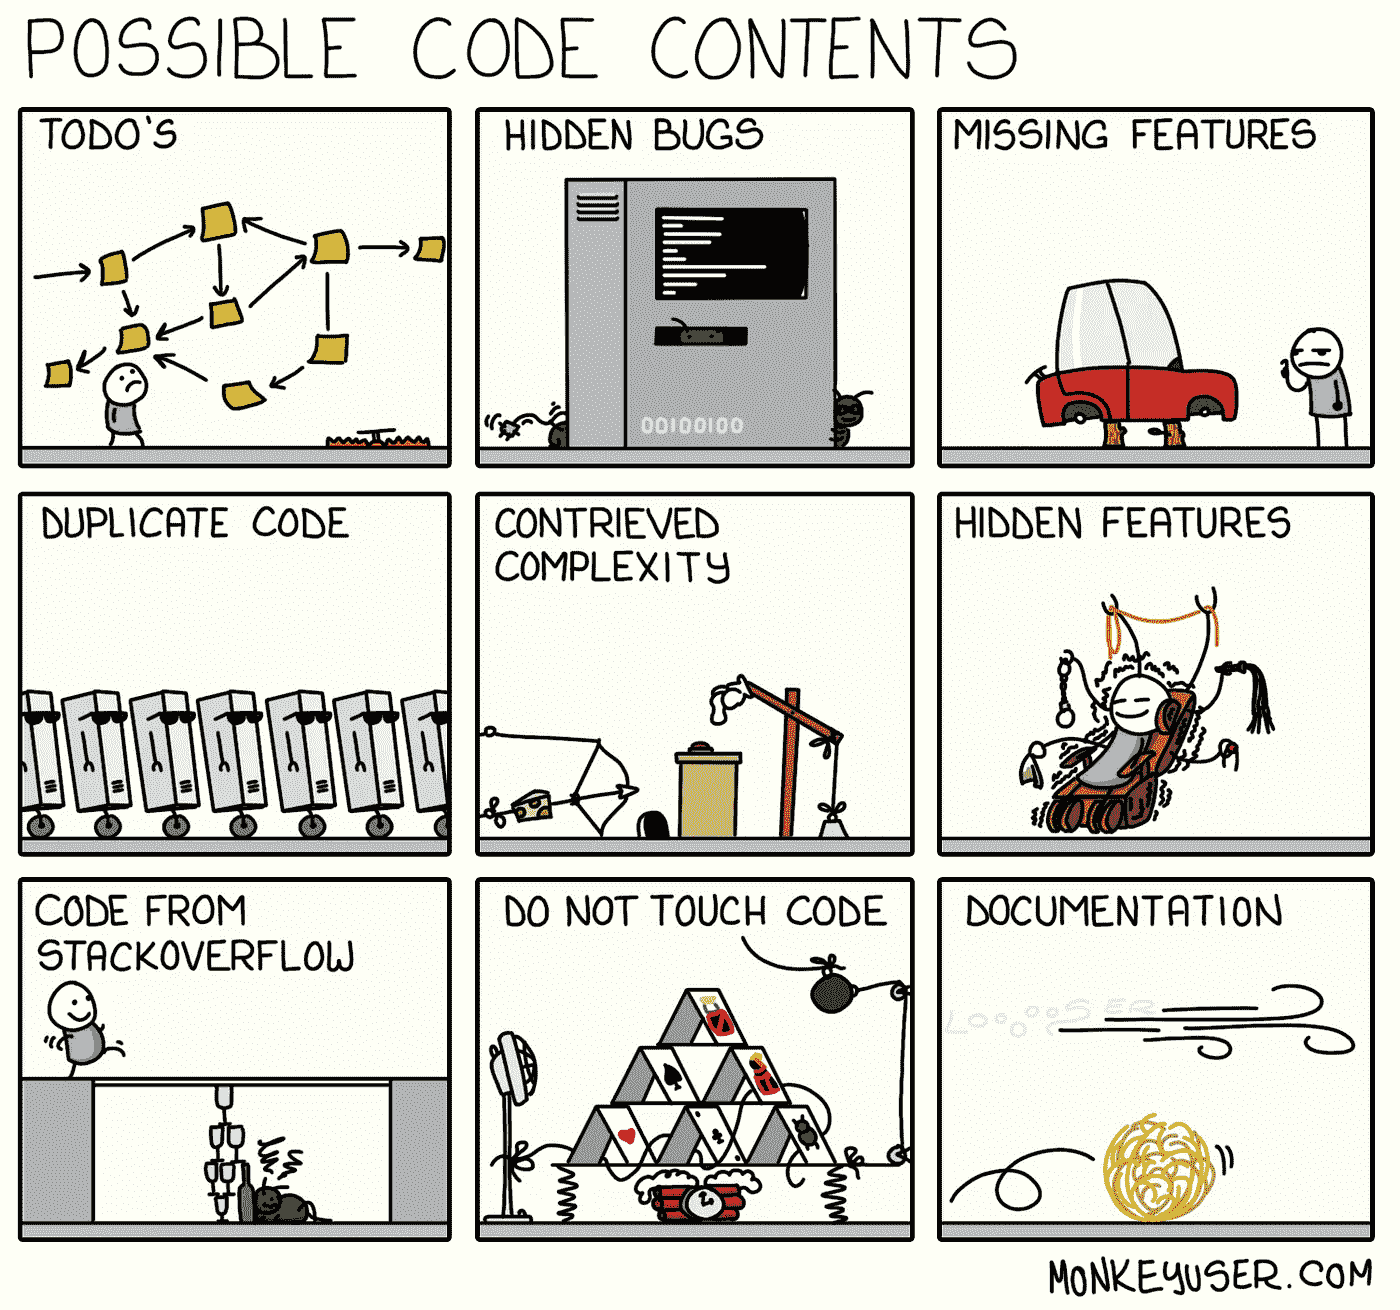 POSSIBLE CODE CONTENTS
TODO'S
HIDDEN BUGS
00100100
MISSING FEATURES
DUPLICATE CODE
CONTRIEVED
COMPLEXITY
HIDDEN FEATURES
CODE FROM
STACKOVERFLOW
DO NOT TOUCH CODE
DOCUMENTATION
LOOOOSER
MONKEYUSER.COM